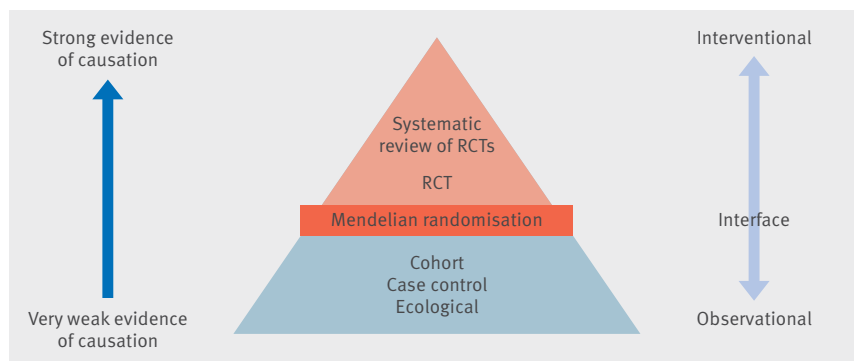 Strong evidence
of causation
Very weak evidence
of causation
Systematic
review of RCTs
RCT
Mendelian randomisation
Cohort
Case control
Ecological
Interventional
Interface
Observational